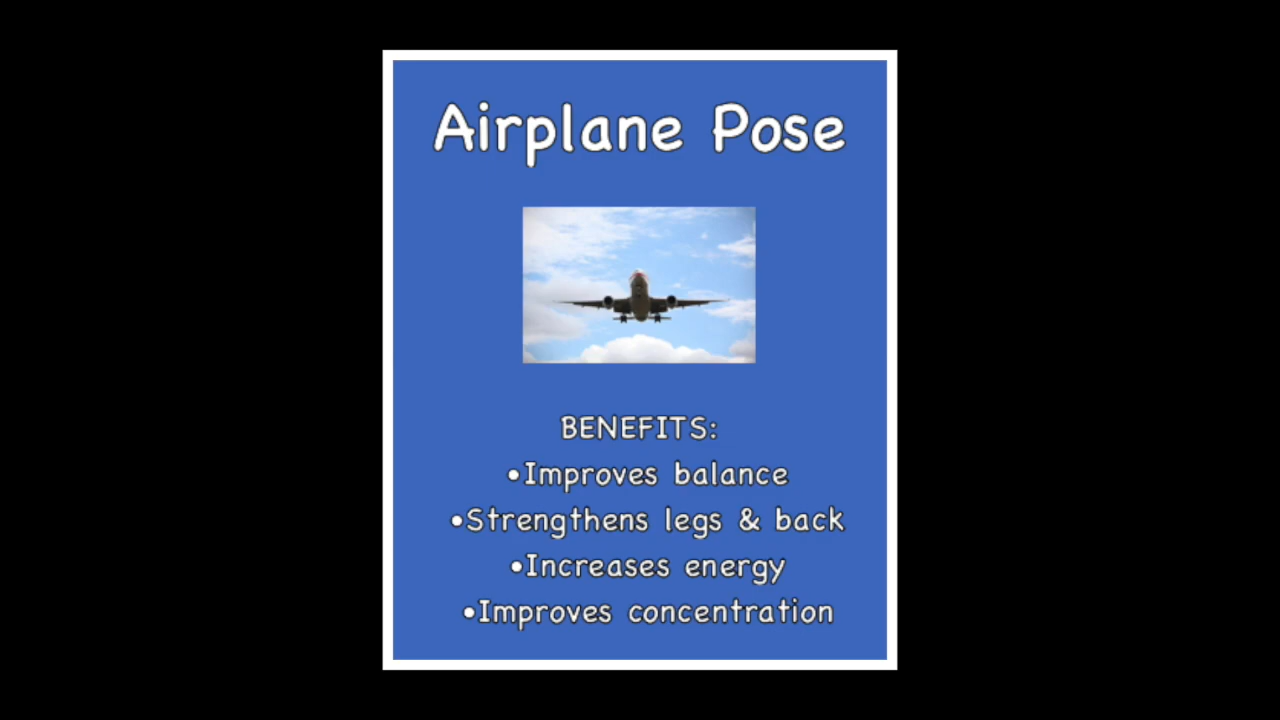 Airplane Pose
BENEFITS:
•Improves balance
•Strengthens legs & back
•Increases energy
•Improves concentration